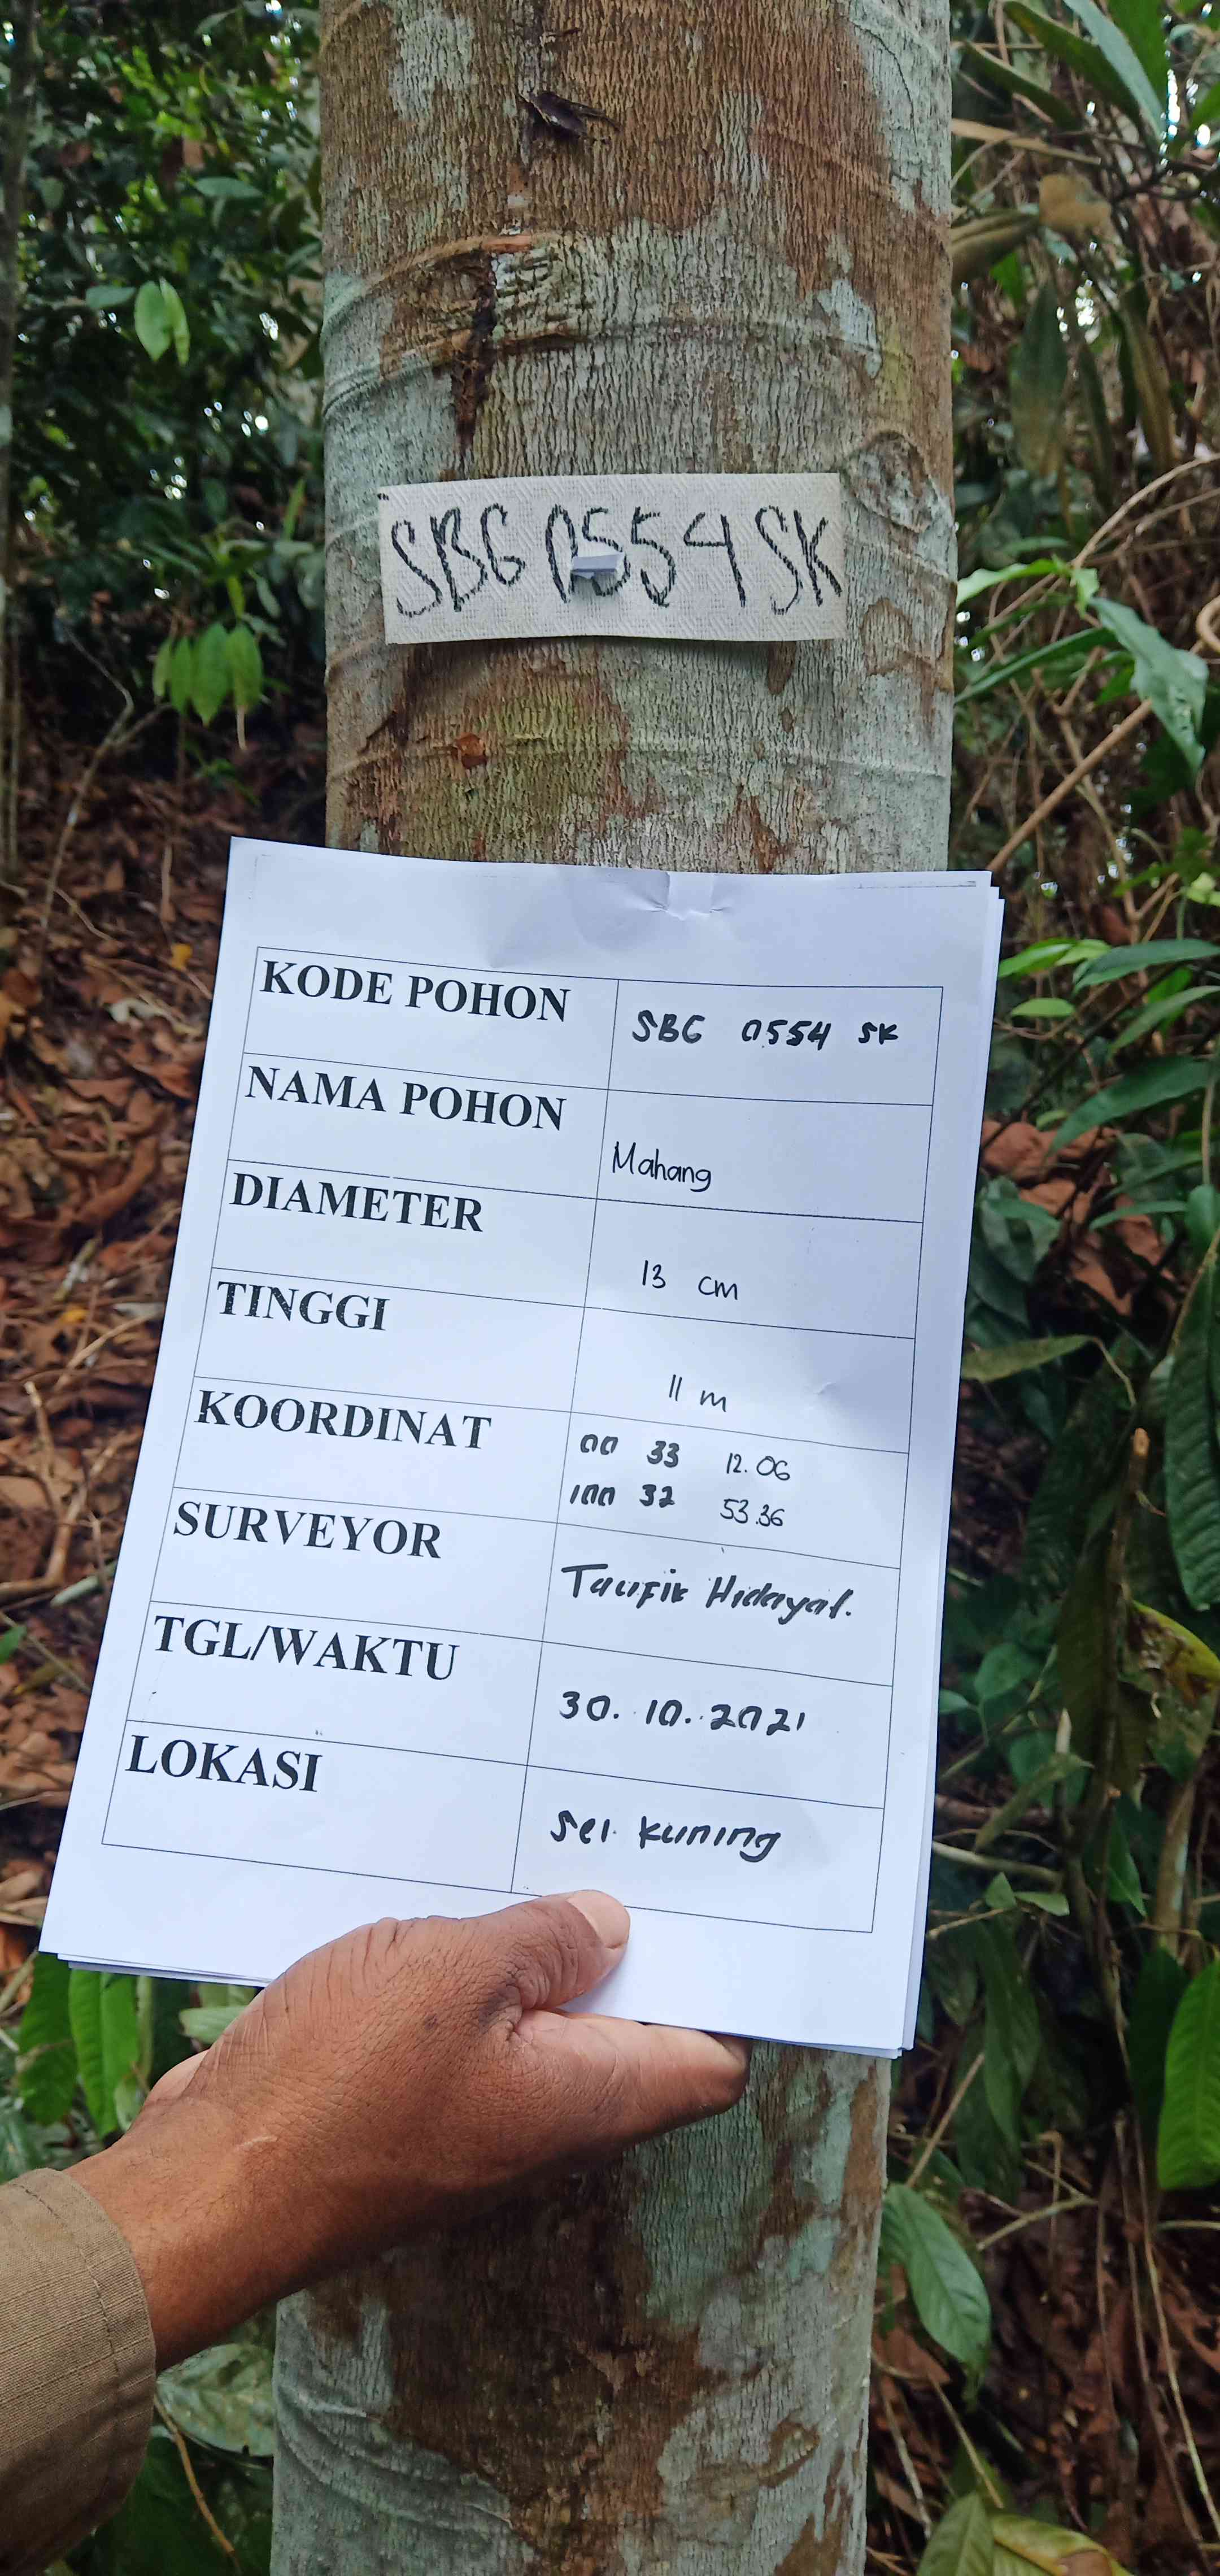 SBG 0554 SK
KODE POHON SBG 0554 SK
NAMA POHON Mahang
DIAMETER 13 cm
TINGGI 11 m
KOORDINAT 00 33 12.06
100 32 53.36
SURVEYOR Taufik Hidayat.
TGL/WAKTU 30. 10. 2021
LOKASI Sei. Kuning